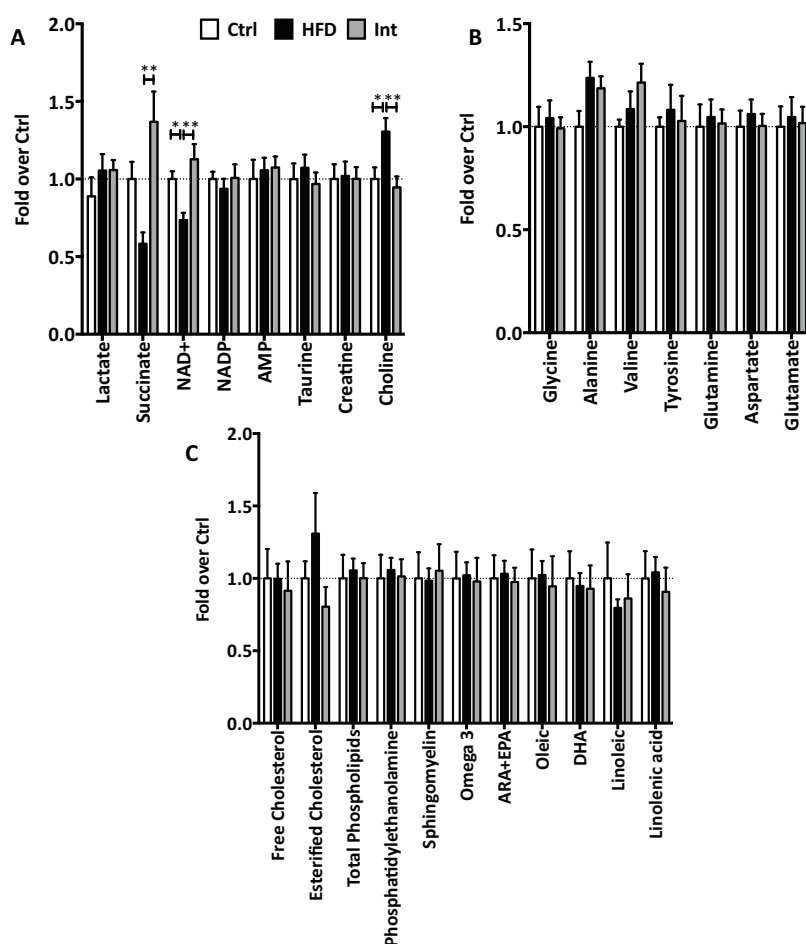 A
Ctrl HFD Int
Fold over Ctrl
2.0
1.5
1.0
0.5
0.0
**
* **
* **
Lactate
Succinate
NAD+
NADP
AMP
Taurine
Creatine
Choline
B
Fold over Ctrl
1.5
1.0
0.5
0.0
Glycine
Alanine
Valine
Tyrosine
Glutamine
Aspartate
Glutamate
C
Fold over Ctrl
2.0
1.5
1.0
0.5
0.0
Free Cholesterol
Esterified Cholesterol
Total Phospholipids
Phosphatidylethanolamine
Sphingomyelin
Omega 3
ARA+EPA
Oleic
DHA
Linoleic
Linolenic acid